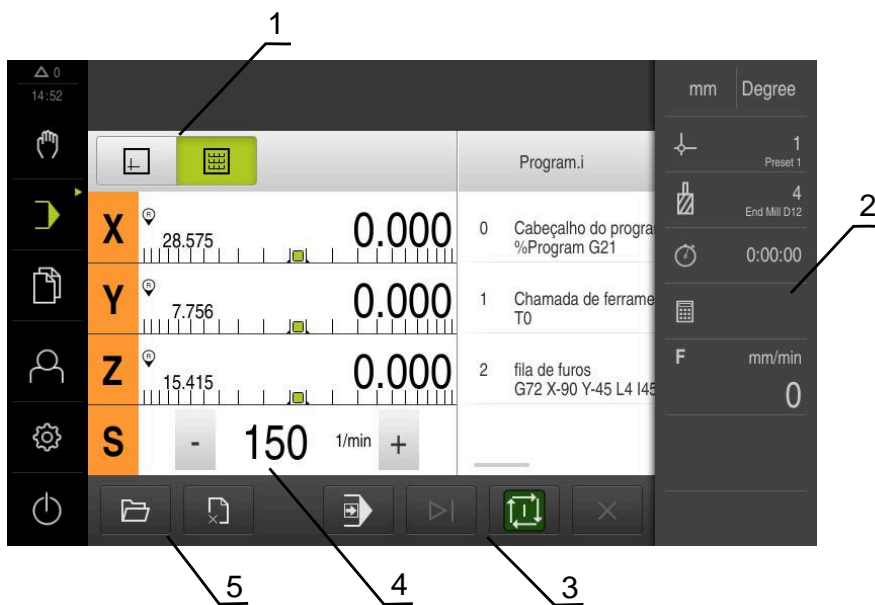 1
0
14:52
mm Degree
1
Preset 1
Program.i
4
End Mill D12
2
X R 28.575 0.000
0 Cabeçalho do progra
%Program G21
0:00:00
Y R 7.756 0.000
1 Chamada de ferrame
T0
F mm/min
0
Z R 15.415 0.000
2 fila de furos
G72 X-90 Y-45 L4 I45
S - 150 1/min +
5
4
3